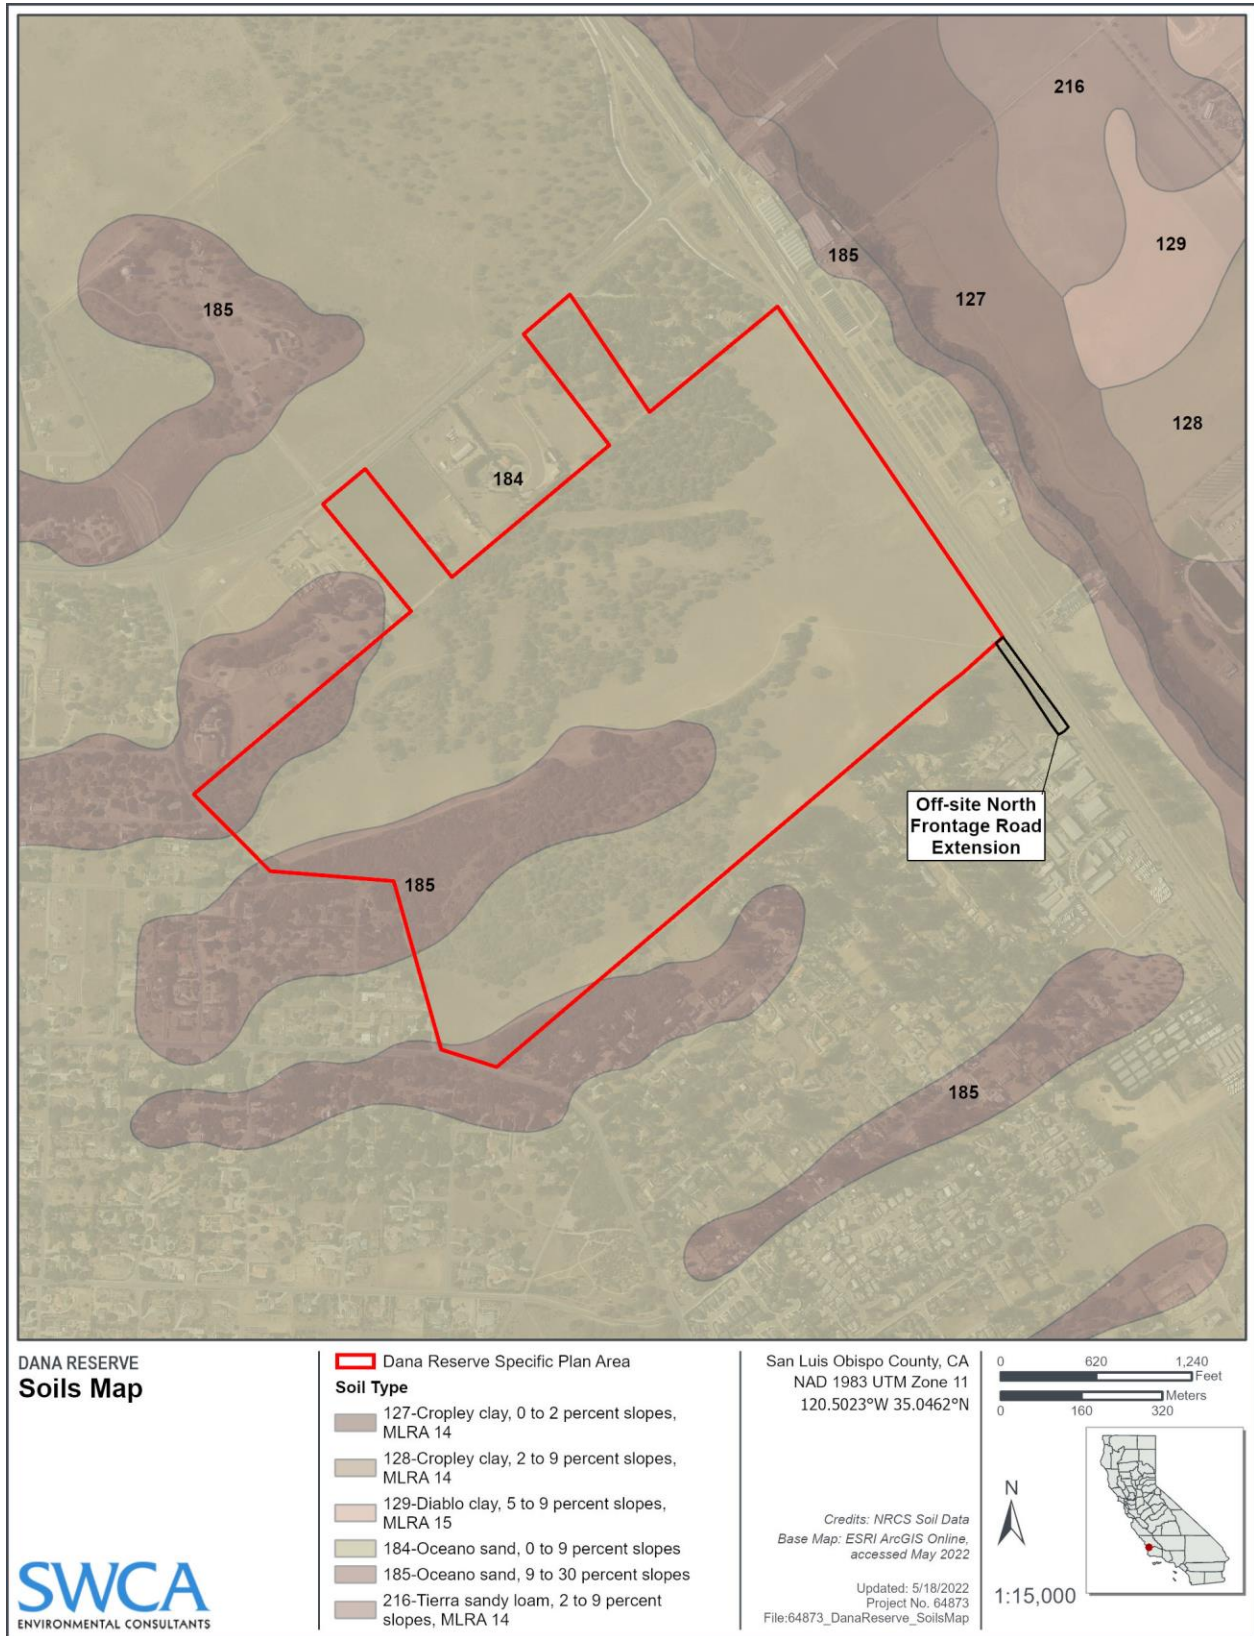 216
129
185
127
185
128
184
Off-site North
Frontage Road
Extension
185
185
DANA RESERVE
Soils Map
SWCA
ENVIRONMENTAL CONSULTANTS
Dana Reserve Specific Plan Area
Soil Type
127-Cropley clay, 0 to 2 percent slopes,
MLRA 14
128-Cropley clay, 2 to 9 percent slopes,
MLRA 14
129-Diablo clay, 5 to 9 percent slopes,
MLRA 15
184-Oceano sand, 0 to 9 percent slopes
185-Oceano sand, 9 to 30 percent slopes
216-Tierra sandy loam, 2 to 9 percent
slopes, MLRA 14
San Luis Obispo County, CA
NAD 1983 UTM Zone 11
120.5023°W 35.0462°N
Credits: NRCS Soil Data
Base Map: ESRI ArcGIS Online,
accessed May 2022
Updated: 5/18/2022
Project No. 64873
File:64873_DanaReserve_SoilsMap
0 620 1,240
Feet
Meters
0 160 320
N
1:15,000